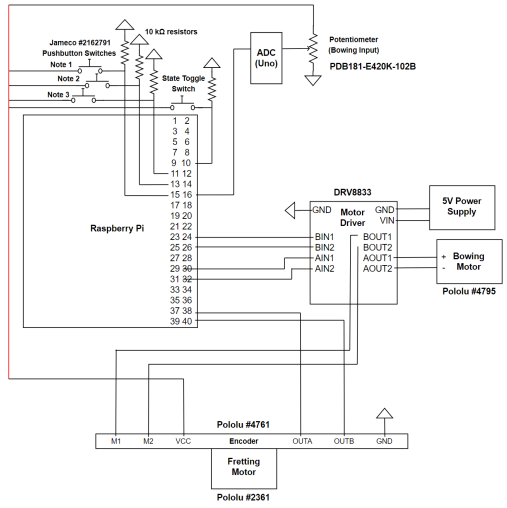 10 kΩ resistors
Jameco #2162791
Pushbutton Switches
Note 1
Note 2
Note 3
State Toggle
Switch
ADC
(Uno)
Potentiometer
(Bowing Input)
PDB181-E420K-102B
Raspberry Pi
1 2
3 4
5 6
7 8
9 10
11 12
13 14
15 16
17 18
19 20
21 22
23 24
25 26
27 28
29 30
31 32
33 34
35 36
37 38
39 40
DRV8833
Motor
Driver
GND
BIN1
BIN2
AIN1
AIN2
GND
VIN
BOUT1
BOUT2
AOUT1
AOUT2
5V Power
Supply
+
-
Bowing
Motor
Pololu #4795
Pololu #4761
M1 M2 VCC Encoder OUTA OUTB GND
Fretting
Motor
Pololu #2361